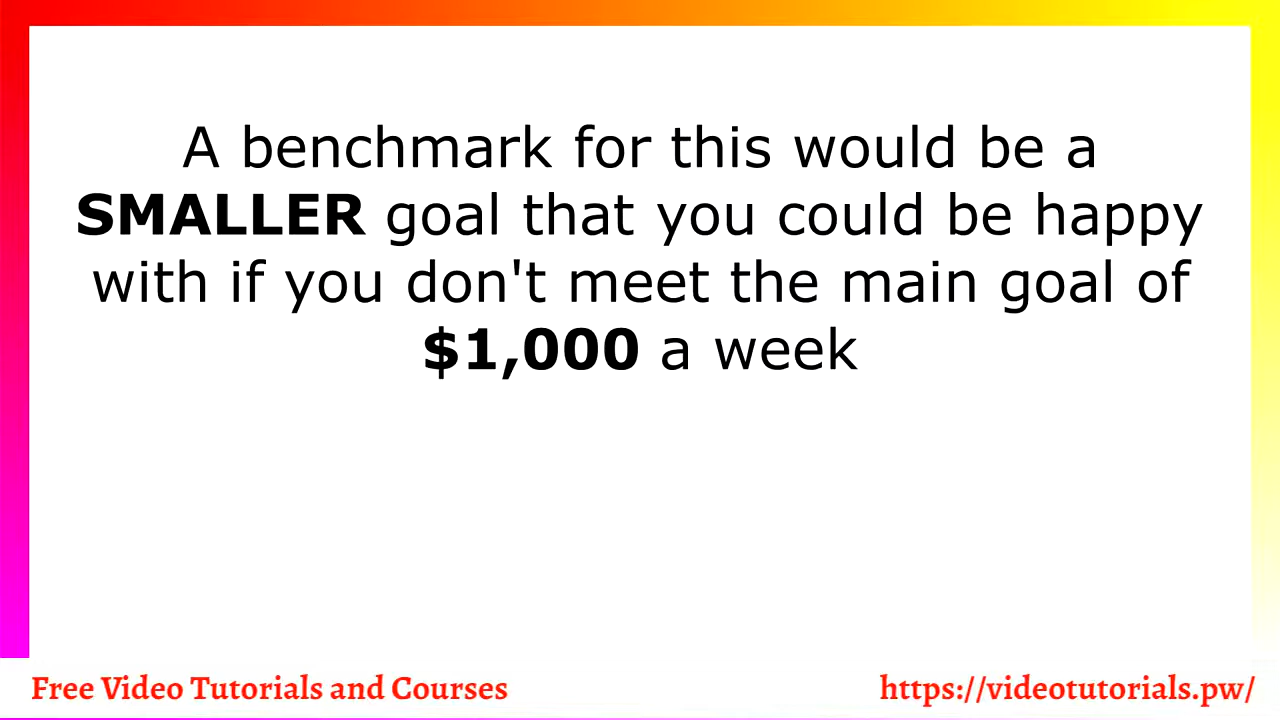 A benchmark for this would be a
SMALLER goal that you could be happy
with if you don't meet the main goal of
$1,000 a week
Free Video Tutorials and Courses
https://videotutorials.pw/